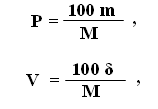 P = 100 m / M ,
V = 100 δ / M ,